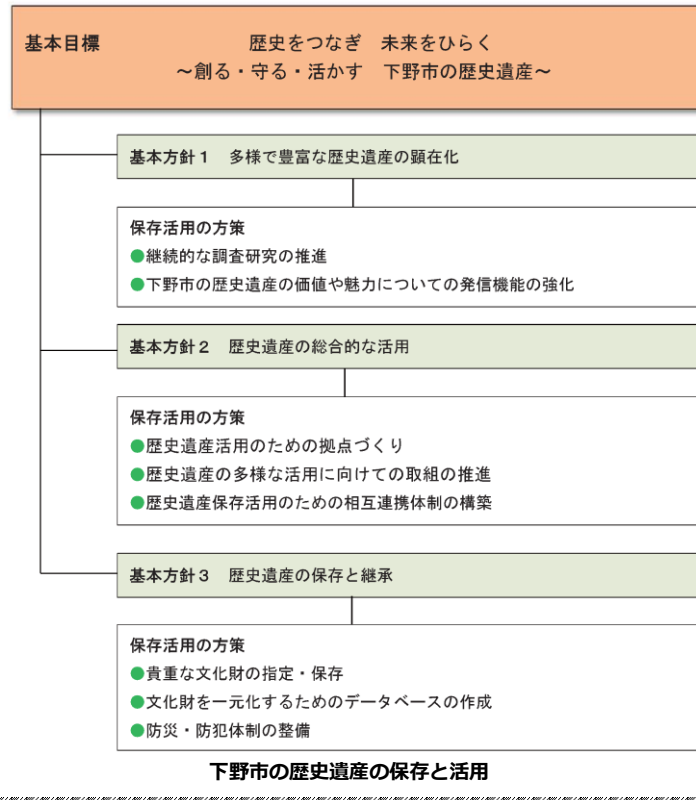 基本目標　歴史をつなぎ　未来をひらく
～創る・守る・活かす　下野市の歴史遺産～
基本方針１　多様で豊富な歴史遺産の顕在化
保存活用の方策
●継続的な調査研究の推進
●下野市の歴史遺産の価値や魅力についての発信機能の強化
基本方針２　歴史遺産の総合的な活用
保存活用の方策
●歴史遺産活用のための拠点づくり
●歴史遺産の多様な活用に向けての取組の推進
●歴史遺産保存活用のための相互連携体制の構築
基本方針３　歴史遺産の保存と継承
保存活用の方策
●貴重な文化財の指定・保存
●文化財を一元化するためのデータベースの作成
●防災・防犯体制の整備
下野市の歴史遺産の保存と活用